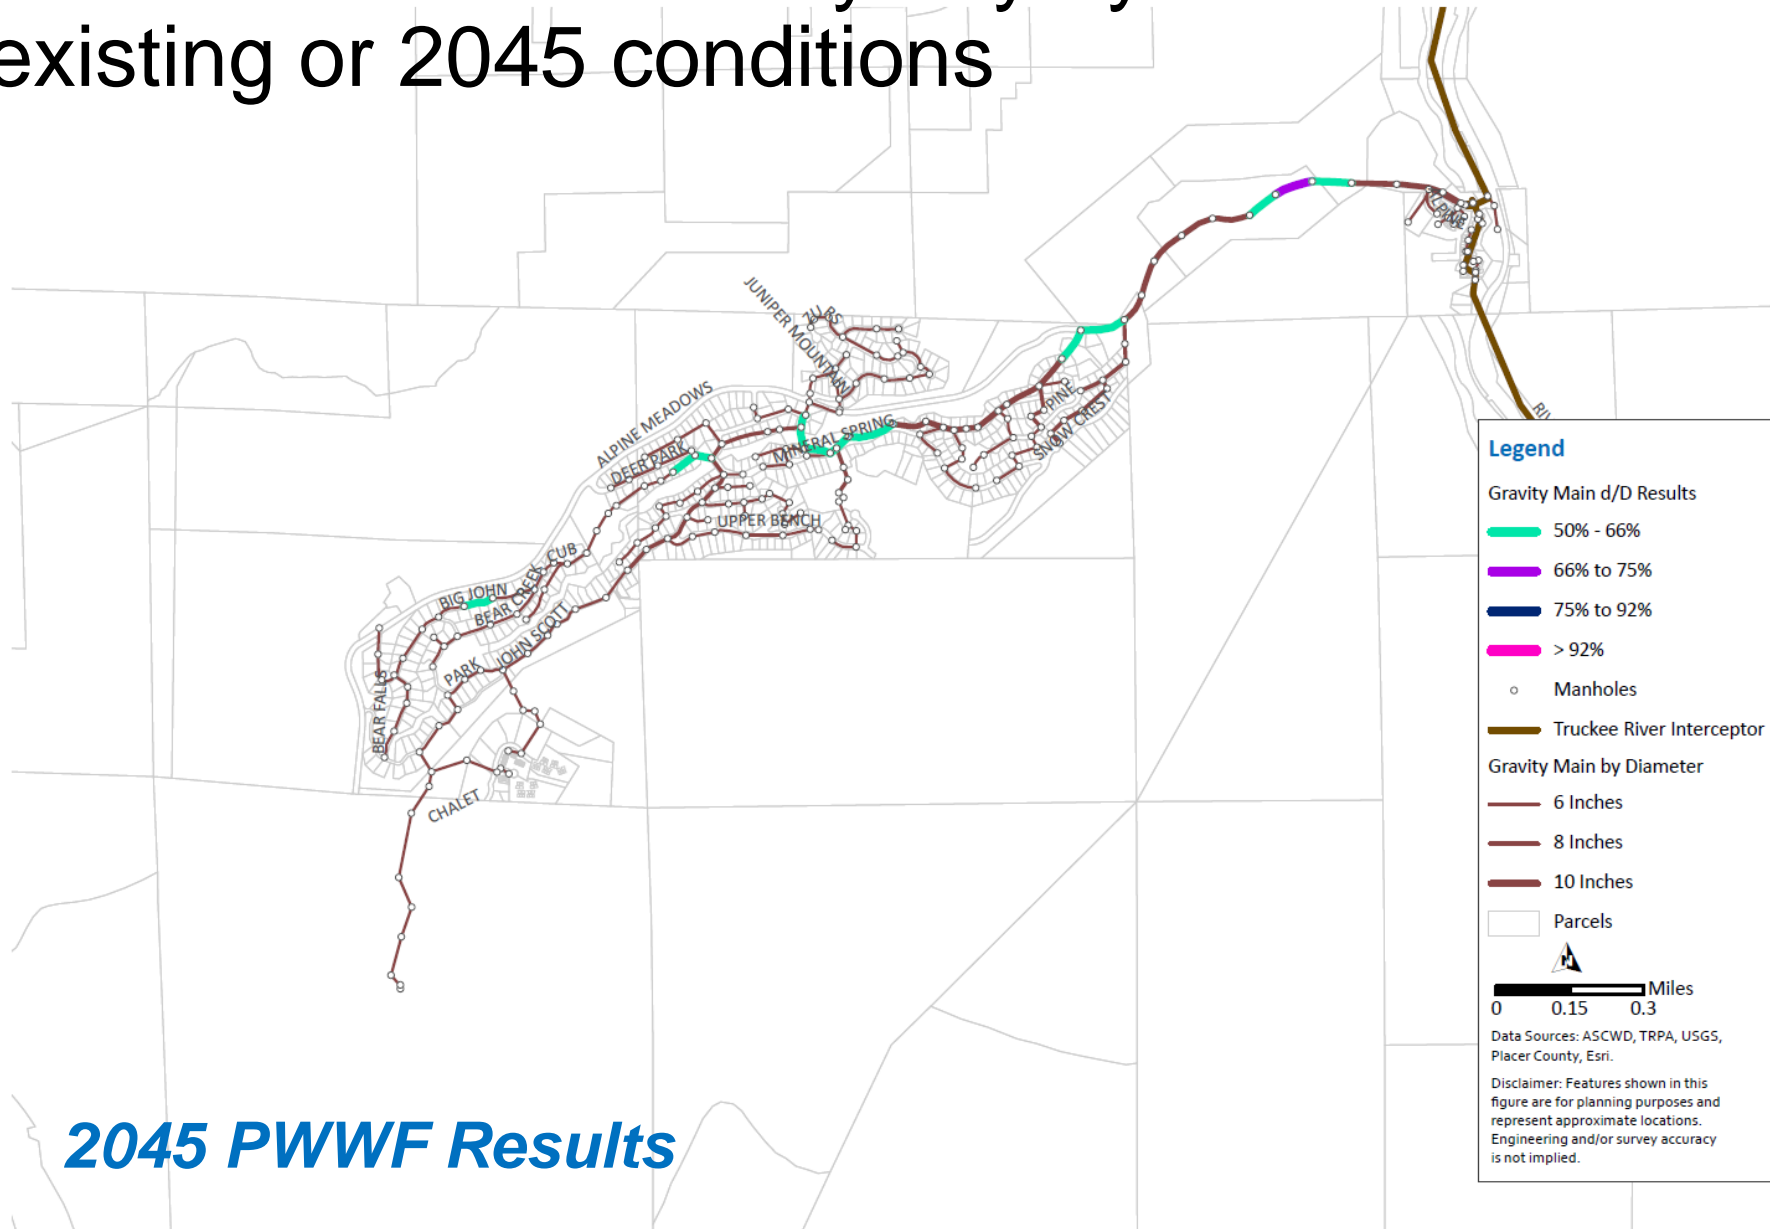 existing or 2045 conditions
ALPINE
JUNIPER MOUNTAIN
ALPINE MEADOWS
DEER PARK
MINERAL SPRING
PINE
SNOW CREST
UPPER BENCH
CUB
BIG JOHN
BEAR CREEK
JOHN SCOTT
PARK
BEAR FALLS
CHALET
Legend
Gravity Main d/D Results
50% - 66%
66% to 75%
75% to 92%
> 92%
Manholes
Truckee River Interceptor
Gravity Main by Diameter
6 Inches
8 Inches
10 Inches
Parcels
N
Miles
0 0.15 0.3
Data Sources: ASCWD, TRPA, USGS,
Placer County, Esri.
Disclaimer: Features shown in this
figure are for planning purposes and
represent approximate locations.
Engineering and/or survey accuracy
is not implied.
2045 PWWF Results